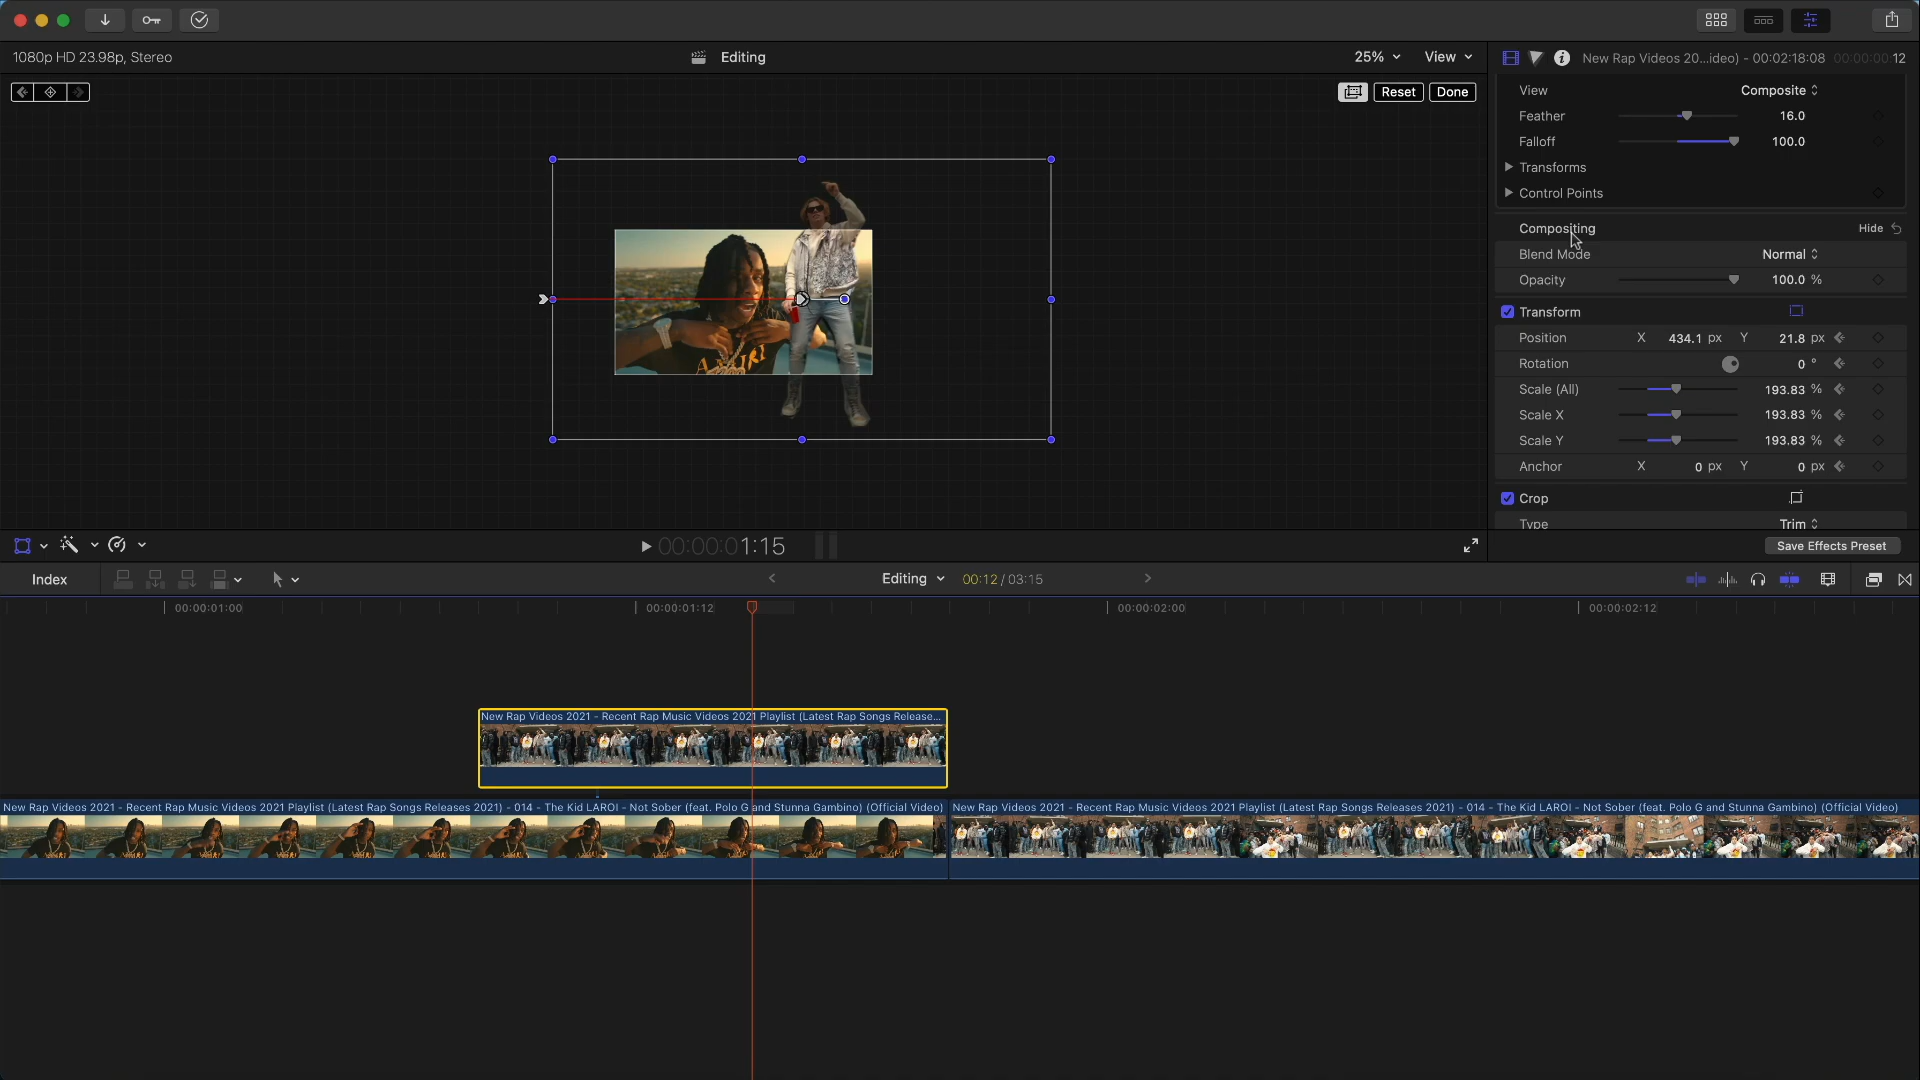 1080p HD 23.98p, Stereo
Editing
25%
View
New Rap Videos 20...ideo) - 00:02:18:08
00:00:00:12
Reset
Done
View
Composite
Feather
16.0
Falloff
100.0
Transforms
Control Points
Compositing
Hide
Blend Mode
Normal
Opacity
100.0 %
Transform
Position X 434.1 px Y 21.8 px
Rotation 0 °
Scale (All) 193.83 %
Scale X 193.83 %
Scale Y 193.83 %
Anchor X 0 px Y 0 px
Crop
Type
Trim
00:00:01:15
Save Effects Preset
Index
Editing
00:12 / 03:15
00:00:01:00
00:00:01:12
00:00:02:00
00:00:02:12
New Rap Videos 2021 - Recent Rap Music Videos 2021 Playlist (Latest Rap Songs Release...
New Rap Videos 2021 - Recent Rap Music Videos 2021 Playlist (Latest Rap Songs Releases 2021) - 014 - The Kid LAROI - Not Sober (feat. Polo G and Stunna Gambino) (Official Video)
New Rap Videos 2021 - Recent Rap Music Videos 2021 Playlist (Latest Rap Songs Releases 2021) - 014 - The Kid LAROI - Not Sober (feat. Polo G and Stunna Gambino) (Official Video)